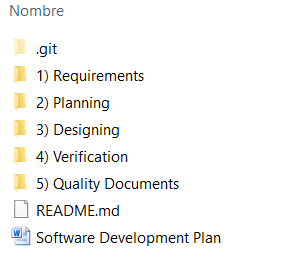 Nombre
.git
1) Requirements
2) Planning
3) Designing
4) Verification
5) Quality Documents
README.md
Software Development Plan